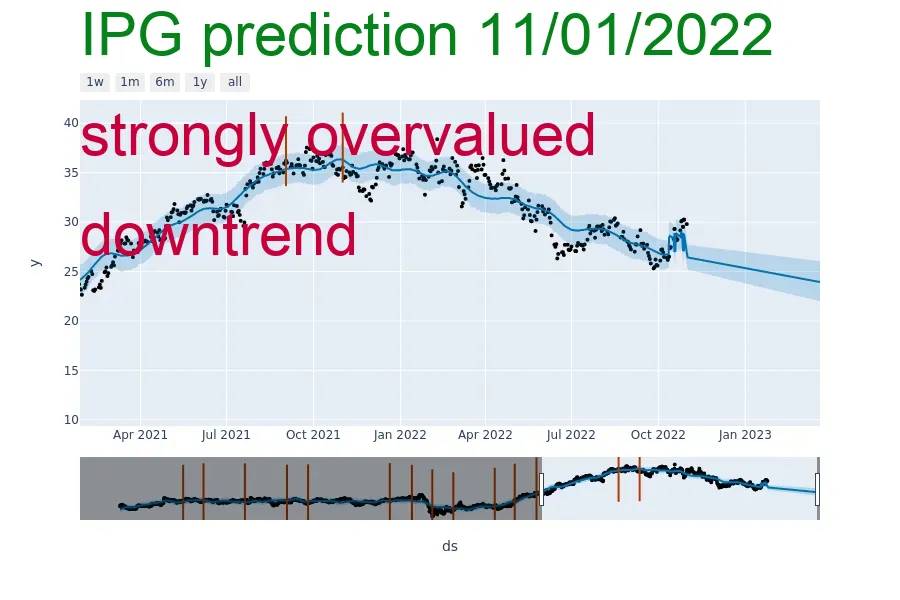 IPG prediction 11/01/2022
1w 1m 6m 1y all
strongly overvalued
downtrend
40
35
30
25
20
15
10
y
Apr 2021 Jul 2021 Oct 2021 Jan 2022 Apr 2022 Jul 2022 Oct 2022 Jan 2023
ds